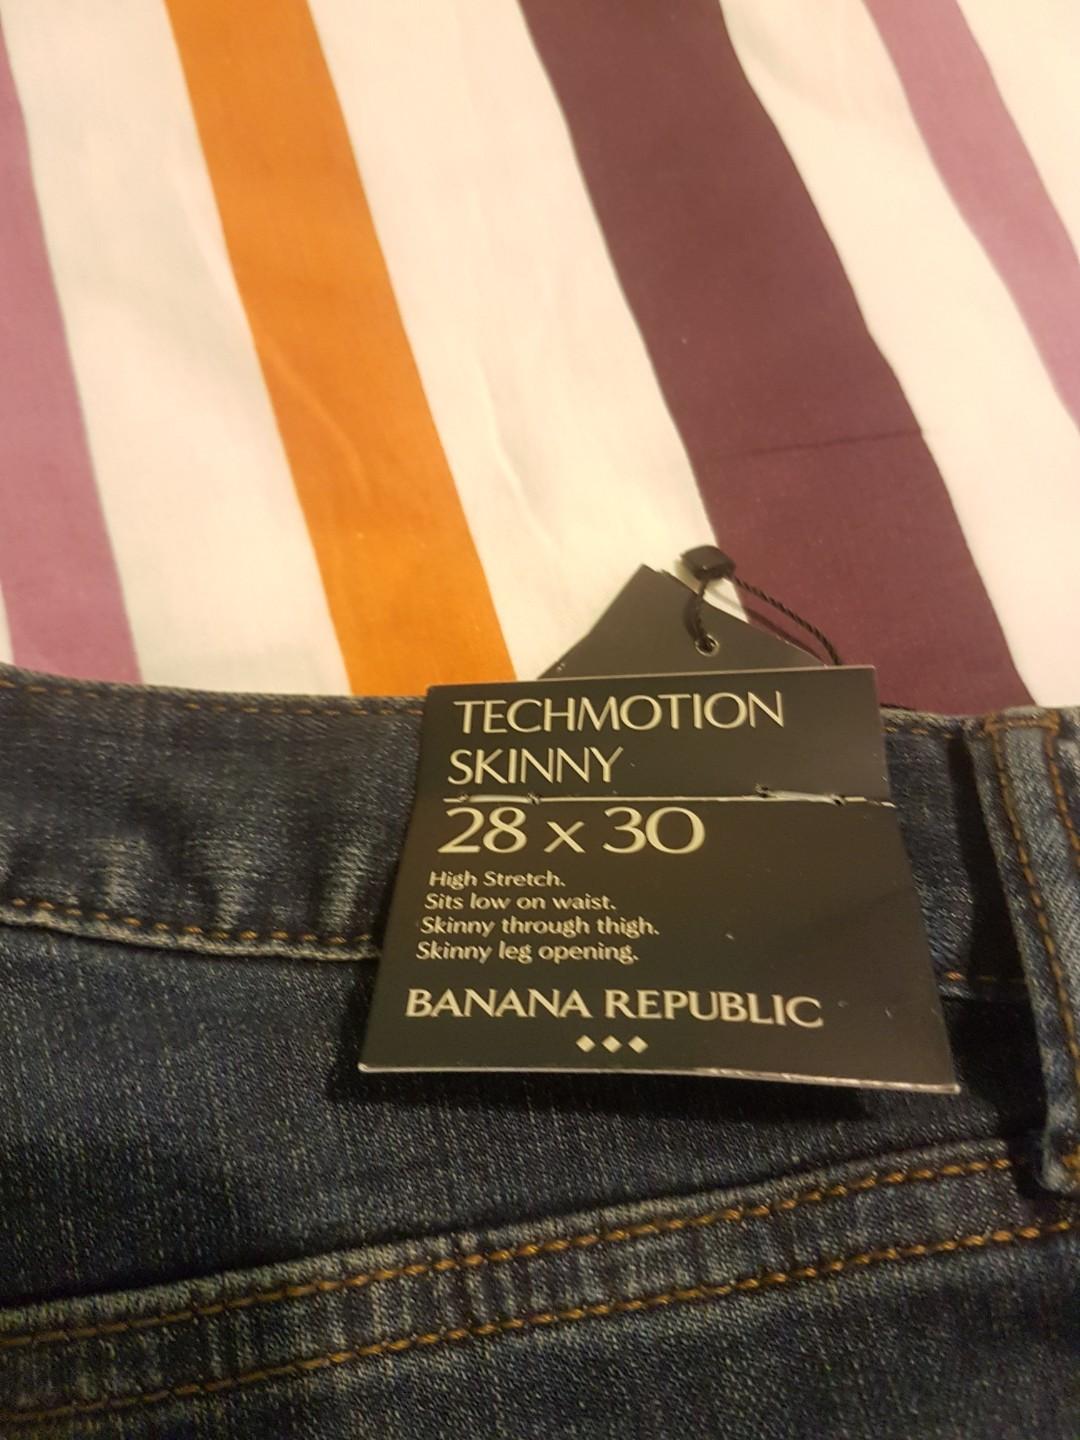 TECHMOTION
SKINNY
28 x 30
High Stretch.
Sits low on waist.
Skinny through thigh.
Skinny leg opening.
BANANA REPUBLIC